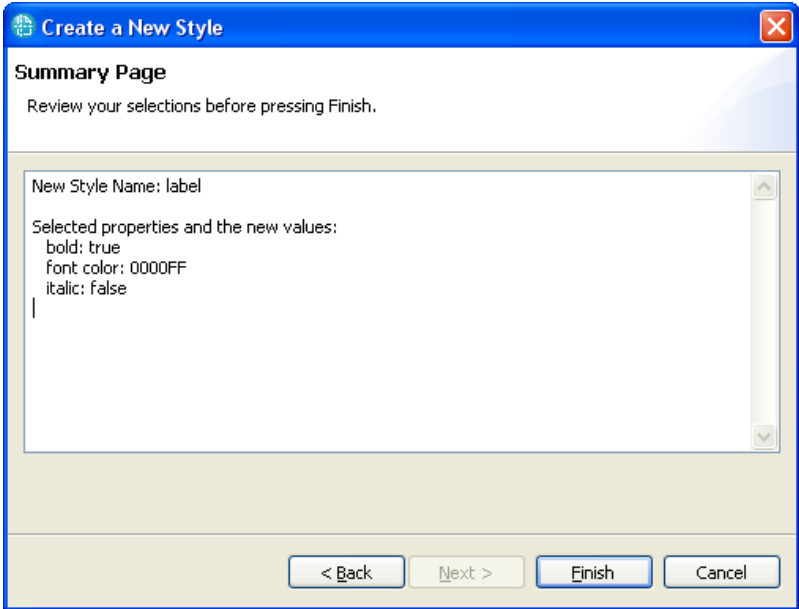 Create a New Style
Summary Page
Review your selections before pressing Finish.
New Style Name: label
Selected properties and the new values:
bold: true
font color: 0000FF
italic: false
< Back
Next >
Finish
Cancel